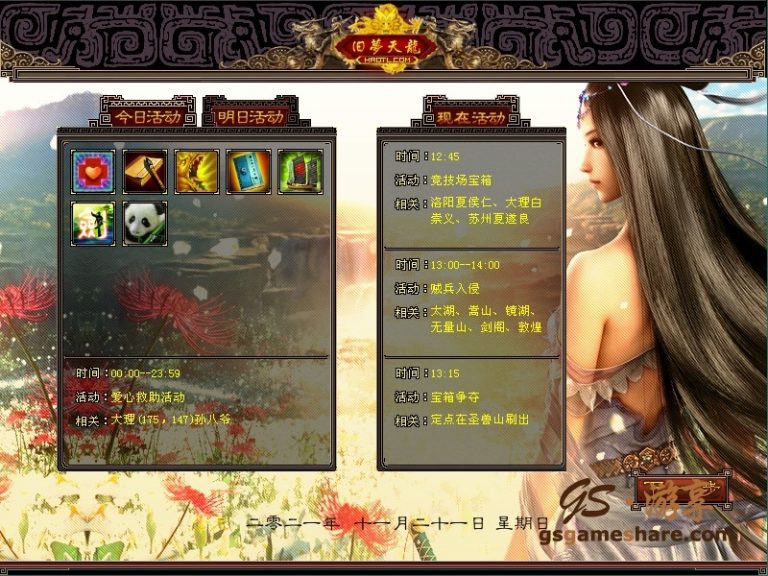 旧夢天龍
HAOTL.COM
今日活动
明日活动
现在活动
时间:12:45
活动:竞技场宝箱
相关:洛阳夏侯仁、大理白
崇义、苏州夏遂良
时间:13:00--14:00
活动:贼兵入侵
相关:太湖、嵩山、镜湖、
无量山、剑阁、敦煌
时间:00:00--23:59
活动:爱心救助活动
相关:大理(175,147)孙八爷
时间:13:15
活动:宝箱争夺
相关:定点在圣兽山刷出
二零二一年 十一月二十一日 星期日
GS·游享
gsgameshare.com